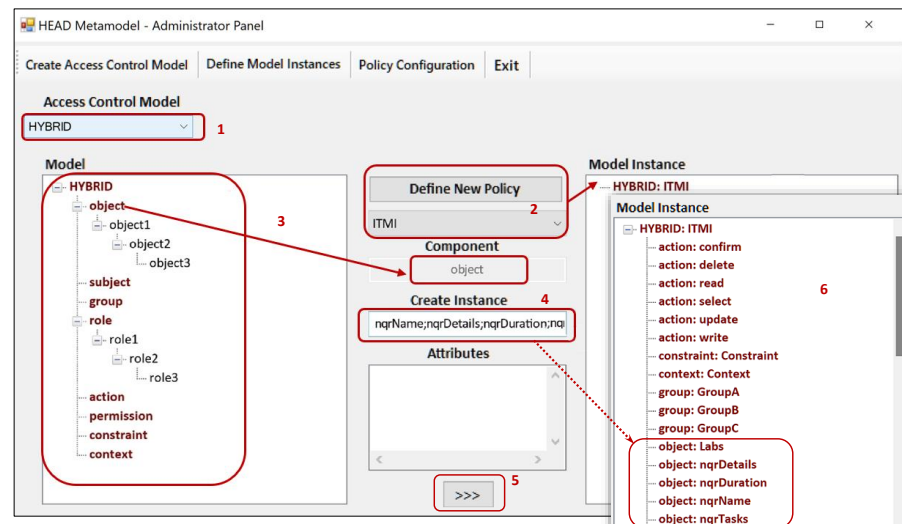 HEAD Metamodel - Administrator Panel
Create Access Control Model Define Model Instances Policy Configuration Exit
Access Control Model
HYBRID
1
Model
HYBRID
object
object1
object2
object3
subject
group
role
role1
role2
role3
action
permission
constraint
context
3
Define New Policy
2
ITMI
Component
object
Create Instance
4
nqrName;nqrDetails;nqrDuration;nq
Attributes
>>>
5
Model Instance
HYBRID: ITMI
Model Instance
HYBRID: ITMI
action: confirm
action: delete
action: read
6
action: select
action: update
action: write
constraint: Constraint
context: Context
group: GroupA
group: GroupB
group: GroupC
object: Labs
object: nqrDetails
object: nqrDuration
object: nqrName
object: nqrTasks